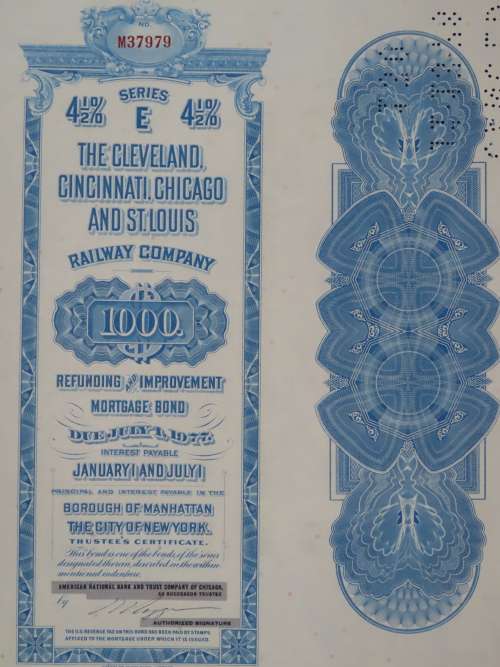 NO.
M37979
SERIES
4½% E 4½%
THE CLEVELAND,
CINCINNATI, CHICAGO
AND ST. LOUIS
RAILWAY COMPANY
1000.
REFUNDING AND IMPROVEMENT
MORTGAGE BOND
DUE JULY 1, 1977.
INTEREST PAYABLE
JANUARY 1 AND JULY 1
PRINCIPAL AND INTEREST PAYABLE IN THE
BOROUGH OF MANHATTAN
THE CITY OF NEW YORK.
TRUSTEE'S CERTIFICATE.
This bond is one of the bonds, of the series
designated therein, described in the within-
mentioned indenture.
AMERICAN NATIONAL BANK AND TRUST COMPANY OF CHICAGO,
AS SUCCESSOR TRUSTEE
by
AUTHORIZED SIGNATURE
THE U.S. REVENUE TAX ON THIS BOND HAS BEEN PAID BY STAMPS
AFFIXED TO THE MORTGAGE UNDER WHICH IT IS ISSUED.